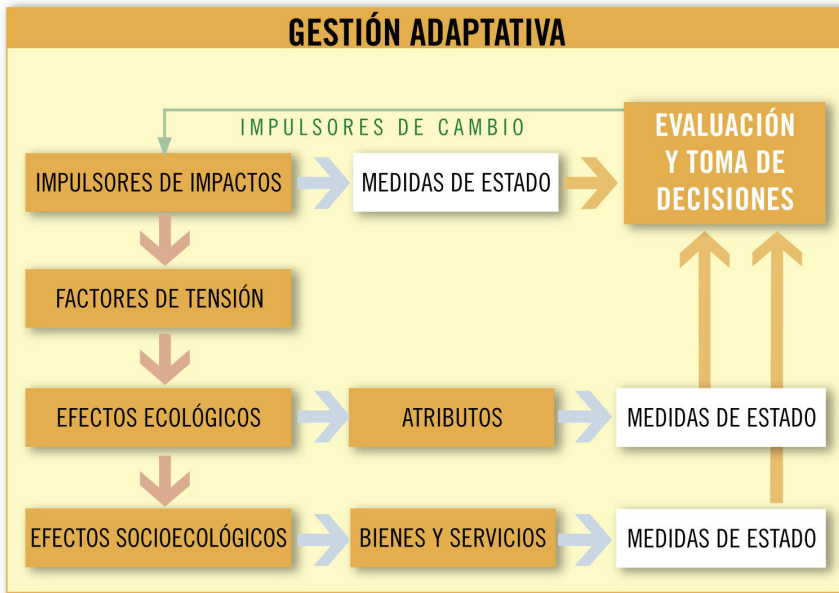 GESTIÓN ADAPTATIVA
IMPULSORES DE CAMBIO
EVALUACIÓN
Y TOMA DE
DECISIONES
IMPULSORES DE IMPACTOS
MEDIDAS DE ESTADO
FACTORES DE TENSIÓN
EFECTOS ECOLÓGICOS
ATRIBUTOS
MEDIDAS DE ESTADO
EFECTOS SOCIOECOLÓGICOS
BIENES Y SERVICIOS
MEDIDAS DE ESTADO